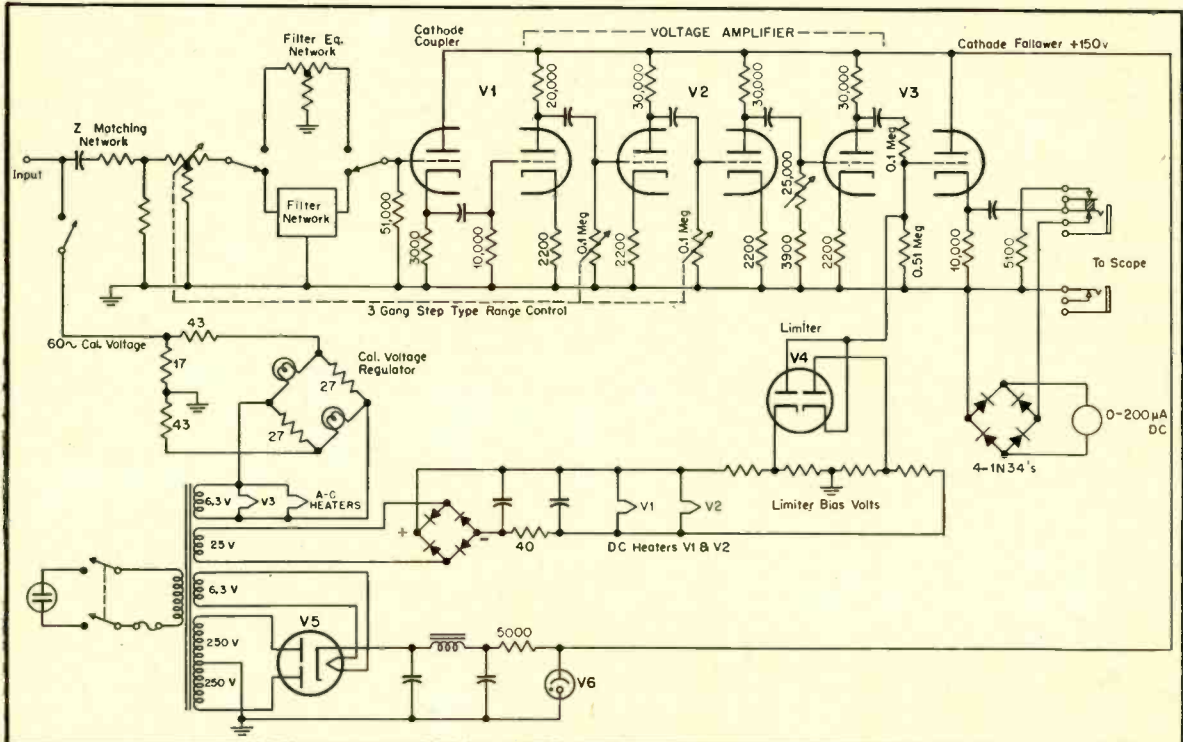 Cathode
Coupler
VOLTAGE AMPLIFIER
Cathode Follower +150v
Filter Eq.
Network
V1
V2
V3
20,000
30,000
30,000
30,000
Z Matching
Network
0.1 Meg
Input
Filter
Network
51,000
3000
10,000
2200
0.1 Meg
2200
0.1 Meg
2200
25,000
3900
2200
0.51 Meg
10,000
5100
To Scope
3 Gang Step Type Range Control
60~ Cal. Voltage
43
17
43
Cal. Voltage
Regulator
27
27
Limiter
V4
0-200µA
DC
4-1N34's
6.3 V
V3
A-C
HEATERS
V1
V2
Limiter Bias Volts
25 V
+
-
40
DC Heaters V1 & V2
6.3 V
V5
250 V
250 V
5000
V6